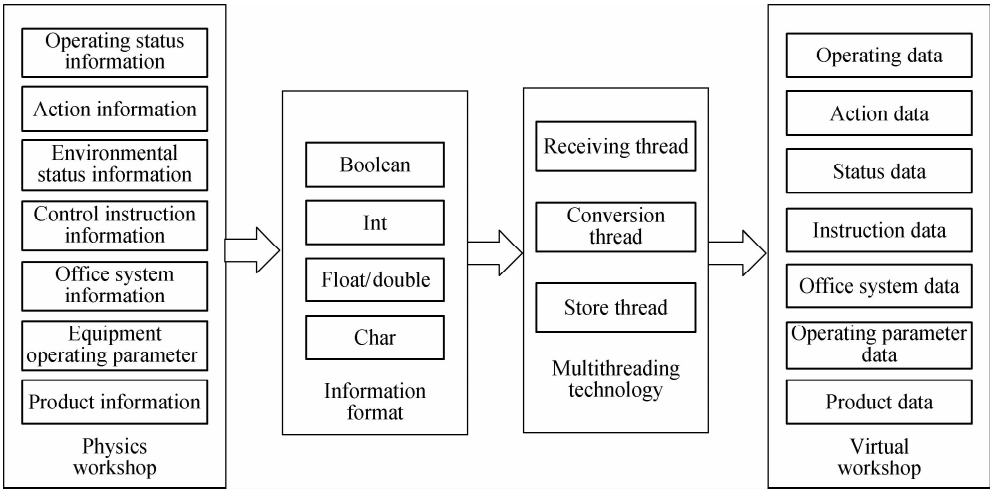 Operating status
information
Action information
Environmental
status information
Control instruction
information
Office system
information
Equipment
operating parameter
Product information
Physics
workshop
Boolcan
Int
Float/double
Char
Information
format
Receiving thread
Conversion
thread
Store thread
Multithreading
technology
Operating data
Action data
Status data
Instruction data
Office system data
Operating parameter
data
Product data
Virtual
workshop